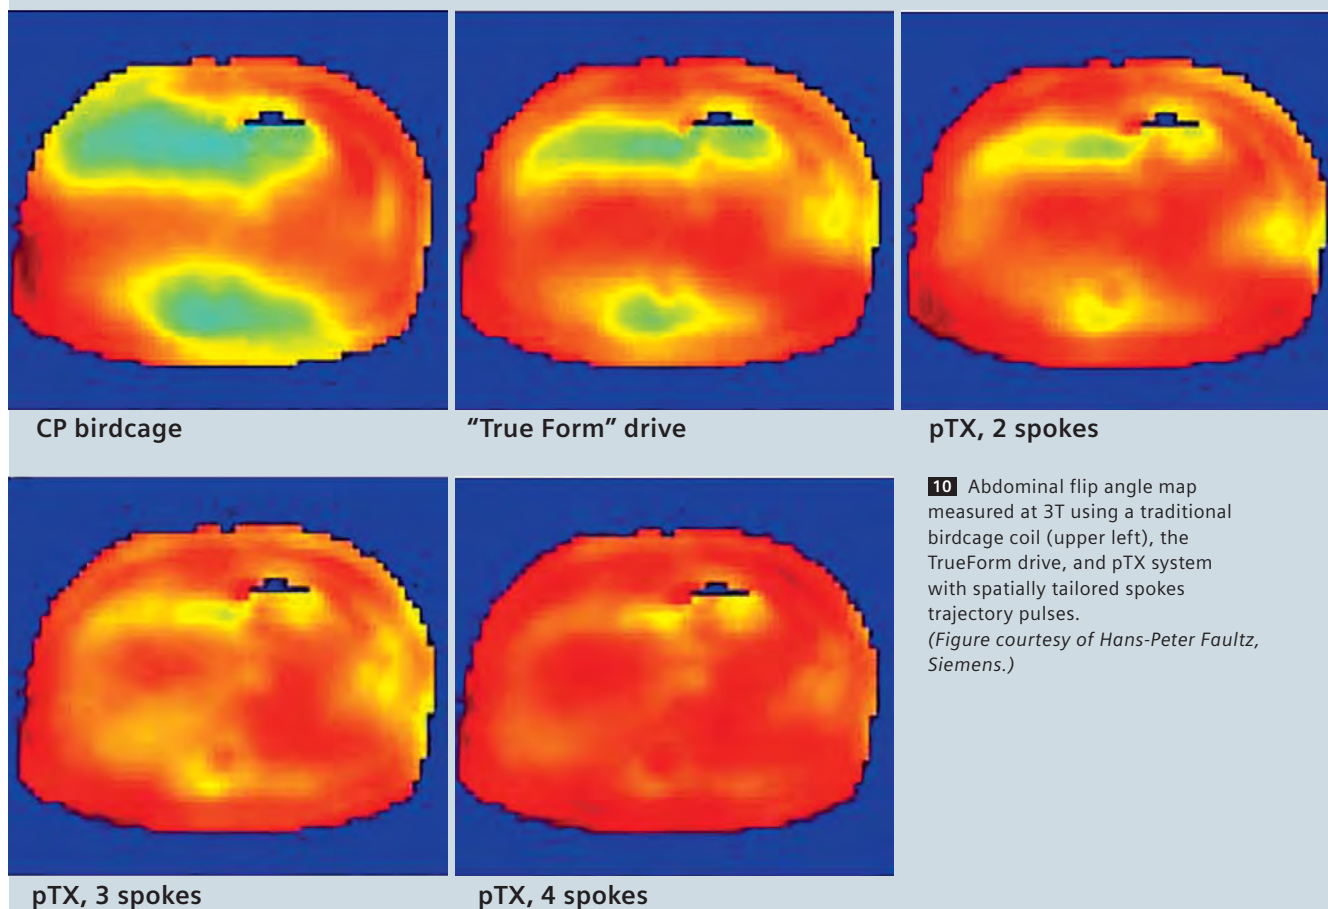 CP birdcage
"True Form" drive
pTX, 2 spokes
10 Abdominal flip angle map
measured at 3T using a traditional
birdcage coil (upper left), the
TrueForm drive, and pTX system
with spatially tailored spokes
trajectory pulses.
(Figure courtesy of Hans-Peter Faultz,
Siemens.)
pTX, 3 spokes
pTX, 4 spokes